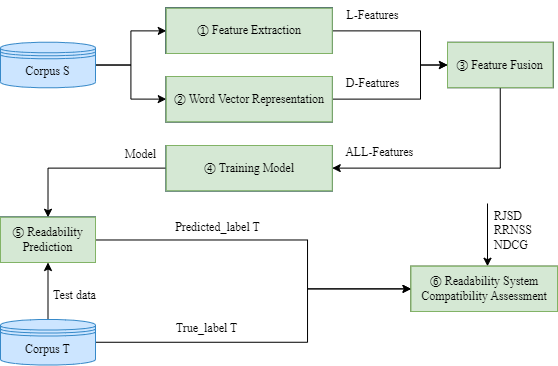 L-Features
① Feature Extraction
Corpus S
③ Feature Fusion
D-Features
② Word Vector Representation
ALL-Features
Model
④ Training Model
⑤ Readability
Prediction
Predicted_label T
RJSD
RRNSS
NDCG
⑥ Readability System
Compatibility Assessment
Test data
True_label T
Corpus T